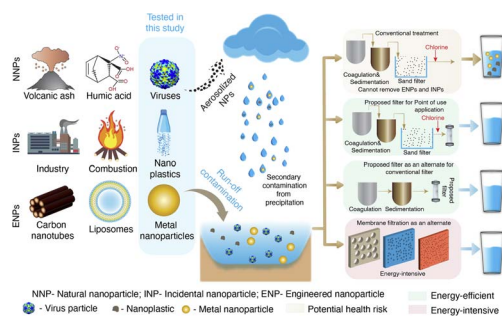 Tested in
this study
NNPs
Volcanic ash
Humic acid
Viruses
Aerosolized
NPs
INPs
Industry
Combustion
Nano
plastics
Secondary
contamination
from
precipitation
Run-off
contamination
ENPs
Carbon
nanotubes
Liposomes
Metal
nanoparticles
Conventional treatment
Chlorine
Coagulation&
Sedimentation
Sand filter
Cannot remove ENPs and INPs
Proposed filter for Point of use
application
Chlorine
Coagulation&
Sedimentation
Sand filter
Proposed filter as an alternate for
conventional filter
Coagulation
Sedimentation
Proposed
filter
Membrane filtration as an alternate
Energy-intensive
NNP- Natural nanoparticle; INP- Incidental nanoparticle; ENP- Engineered nanoparticle
- Virus particle
- Nanoplastic
- Metal nanoparticle
Potential health risk
Energy-efficient
Energy-intensive